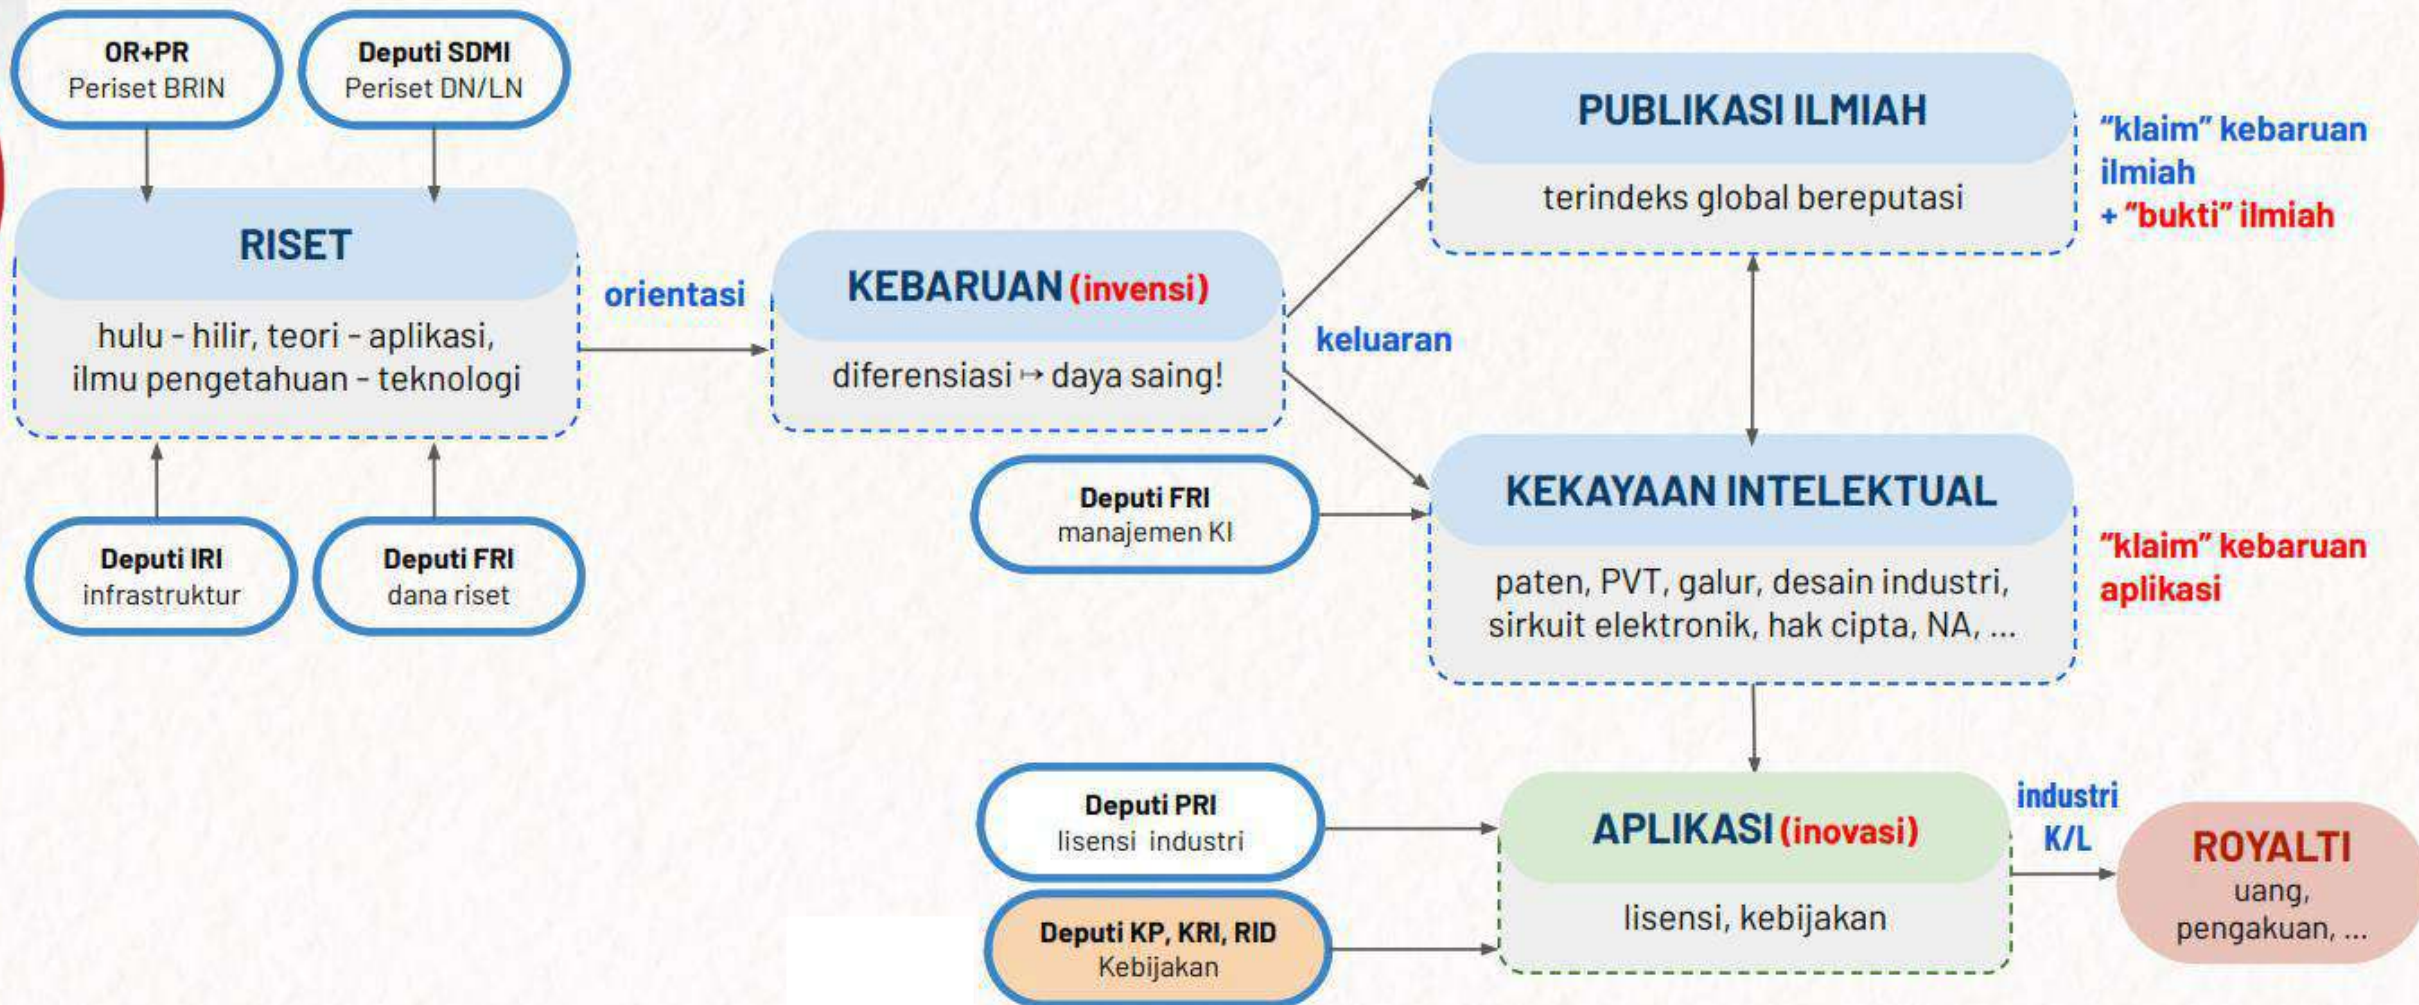 OR+PR
Periset BRIN
Deputi SDMI
Periset DN/LN
RISET
hulu - hilir, teori - aplikasi,
ilmu pengetahuan - teknologi
Deputi IRI
infrastruktur
Deputi FRI
dana riset
orientasi
KEBARUAN (invensi)
diferensiasi ↦ daya saing!
keluaran
PUBLIKASI ILMIAH
terindeks global bereputasi
"klaim" kebaruan
ilmiah
+ "bukti" ilmiah
Deputi FRI
manajemen KI
KEKAYAAN INTELEKTUAL
paten, PVT, galur, desain industri,
sirkuit elektronik, hak cipta, NA, ...
"klaim" kebaruan
aplikasi
Deputi PRI
lisensi industri
Deputi KP, KRI, RID
Kebijakan
APLIKASI (inovasi)
lisensi, kebijakan
industri
K/L
ROYALTI
uang,
pengakuan, ...